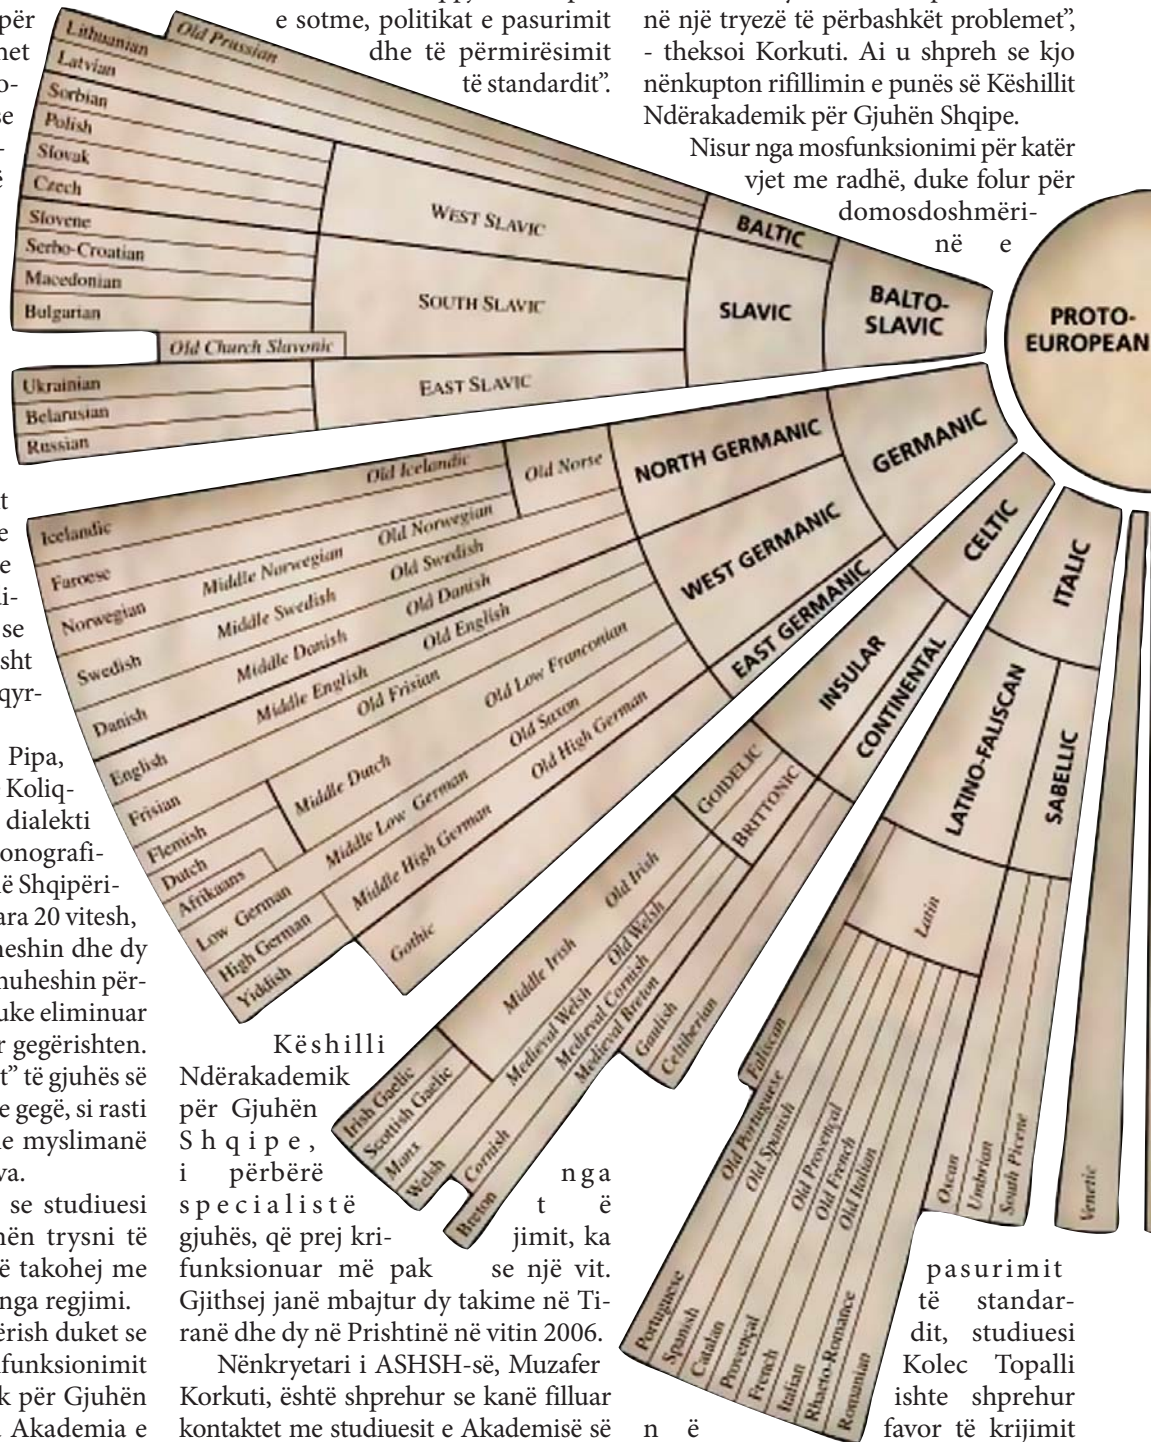 për
het
o-
se
e sotme, politikat e pasurimit
dhe të përmirësimit
të standardit”.
në një tryezë të përbashkët problemet”,
- theksoi Korkuti. Ai u shpreh se kjo
nënkupton rifillimin e punës së Këshillit
Ndërakademik për Gjuhën Shqipe.
Nisur nga mosfunksionimi për katër
vjet me radhë, duke folur për
domosdoshmëri-
në e
PROTO-
EUROPEAN
BALTO-
SLAVIC
BALTIC
Old Prussian
Lithuanian
Latvian
SLAVIC
WEST SLAVIC
Sorbian
Polish
Slovak
Czech
SOUTH SLAVIC
Slovene
Serbo-Croatian
Macedonian
Bulgarian
Old Church Slavonic
EAST SLAVIC
Ukrainian
Belarusian
Russian
GERMANIC
NORTH GERMANIC
Old Norse
Old Icelandic
Icelandic
Faroese
Old Norwegian
Middle Norwegian
Norwegian
Old Swedish
Middle Swedish
Swedish
Old Danish
Middle Danish
Danish
WEST GERMANIC
Old English
Middle English
English
Old Frisian
Frisian
Old Low Franconian
Middle Dutch
Flemish
Dutch
Afrikaans
Old Saxon
Middle Low German
Low German
Old High German
Middle High German
High German
Yiddish
EAST GERMANIC
Gothic
CELTIC
INSULAR
GOIDELIC
Old Irish
Middle Irish
Irish Gaelic
Scottish Gaelic
Manx
BRITTONIC
Old Welsh
Medieval Welsh
Welsh
Medieval Cornish
Cornish
Medieval Breton
Breton
CONTINENTAL
Gaulish
Celtiberian
ITALIC
LATINO-FALISCAN
Faliscan
Latin
Old Portuguese
Portuguese
Old Spanish
Spanish
Catalan
Old Provençal
Provençal
Old French
French
Old Italian
Italian
Rhaeto-Romance
Romanian
SABELLIC
Oscan
Umbrian
South Picene
Venetic
t
e
e
di-
se
sht
qyr-
Pipa,
Koliq-
dialekti
onografi-
ë Shqipëri-
ara 20 vitesh,
heshin dhe dy
huheshin për-
uke eliminuar
r gegërishten.
t” të gjuhës së
e gegë, si rasti
e myslimanë
va.
se studiuesi
hën trysni të
ë takohej me
nga regjimi.
ërish duket se
funksionimit
k për Gjuhën
Akademia e
Këshilli
Ndërakademik
për Gjuhën
Shqipe,
i përbërë nga
specialistë të
gjuhës, që prej kri- jimit, ka
funksionuar më pak se një vit.
Gjithsej janë mbajtur dy takime në Ti-
ranë dhe dy në Prishtinë në vitin 2006.
Nënkryetari i ASHSH-së, Muzafer
Korkuti, është shprehur se kanë filluar
kontaktet me studiuesit e Akademisë së
pasurimit
të standar-
dit, studiuesi
Kolec Topalli
ishte shprehur
në favor të krijimit